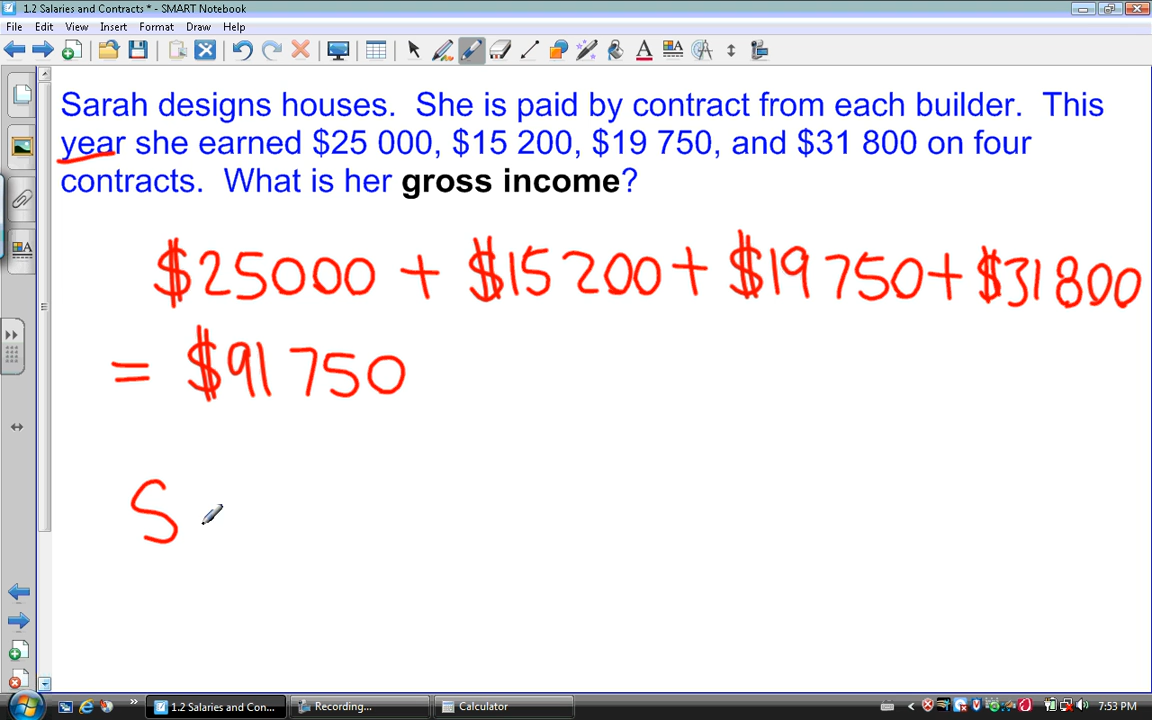 1.2 Salaries and Contracts * - SMART Notebook
File Edit View Insert Format Draw Help
Sarah designs houses. She is paid by contract from each builder. This
year she earned $25 000, $15 200, $19 750, and $31 800 on four
contracts. What is her gross income?
$25000 + $15200 + $19750 + $31800
= $91750
S
1.2 Salaries and Con... Recording... Calculator 7:53 PM